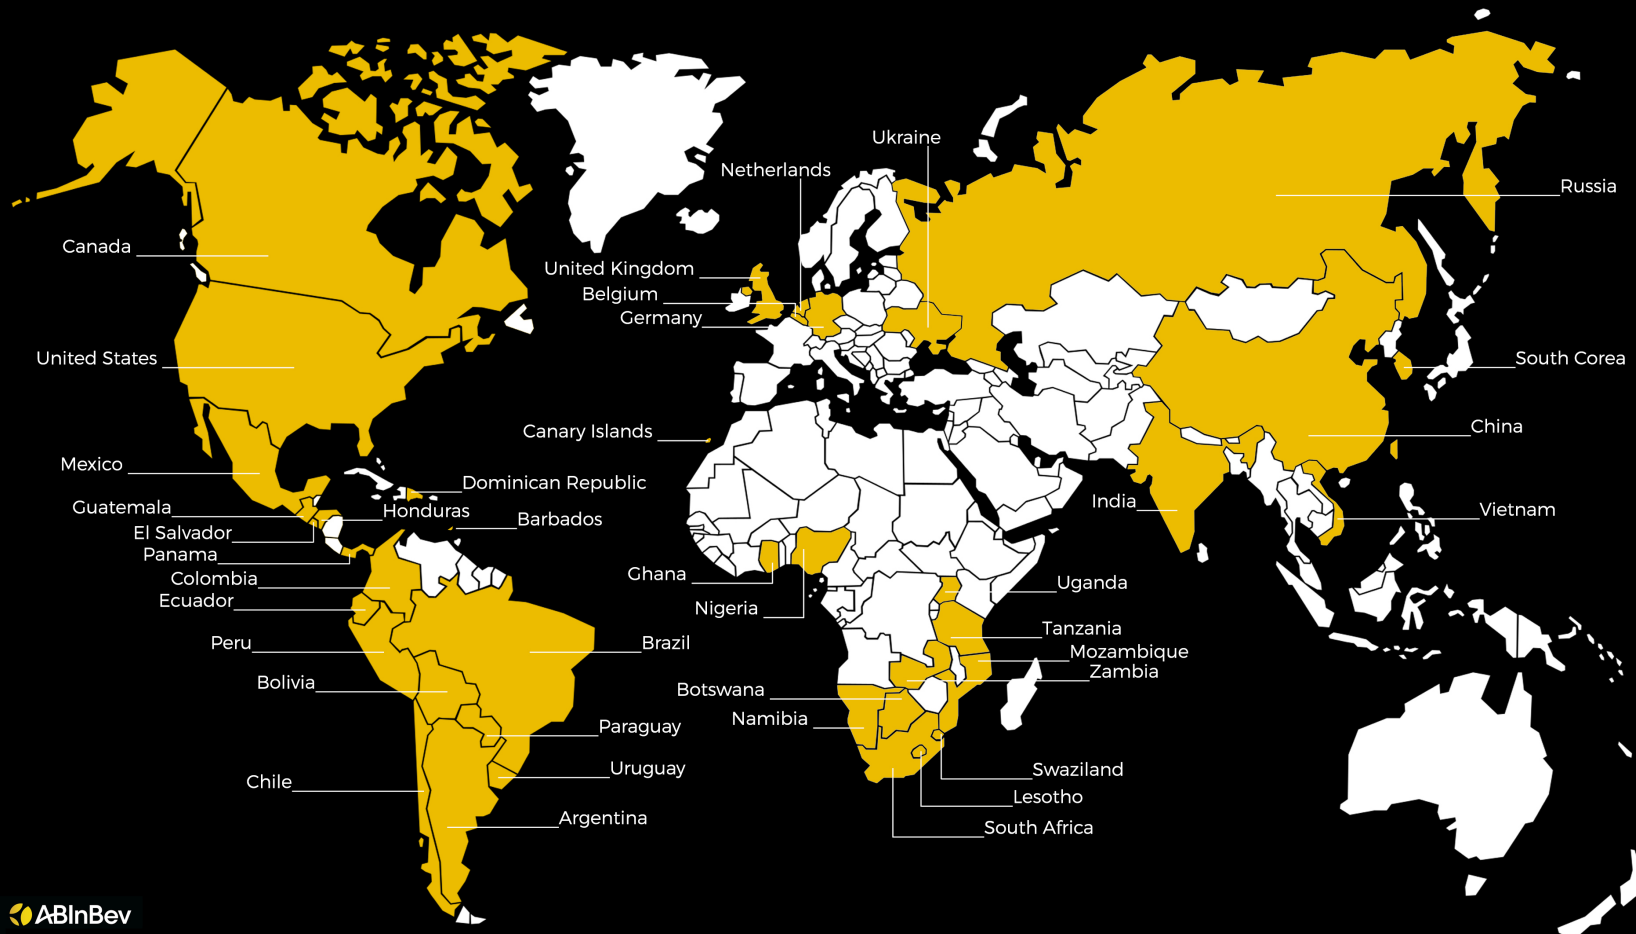 Ukraine
Netherlands
Russia
Canada
United Kingdom
Belgium
Germany
United States
South Corea
China
Canary Islands
Mexico
Dominican Republic
India
Guatemala
Honduras
Vietnam
Barbados
El Salvador
Panama
Colombia
Ghana
Uganda
Ecuador
Nigeria
Tanzania
Peru
Brazil
Mozambique
Zambia
Bolivia
Botswana
Namibia
Paraguay
Uruguay
Swaziland
Chile
Lesotho
Argentina
South Africa
ABInBev